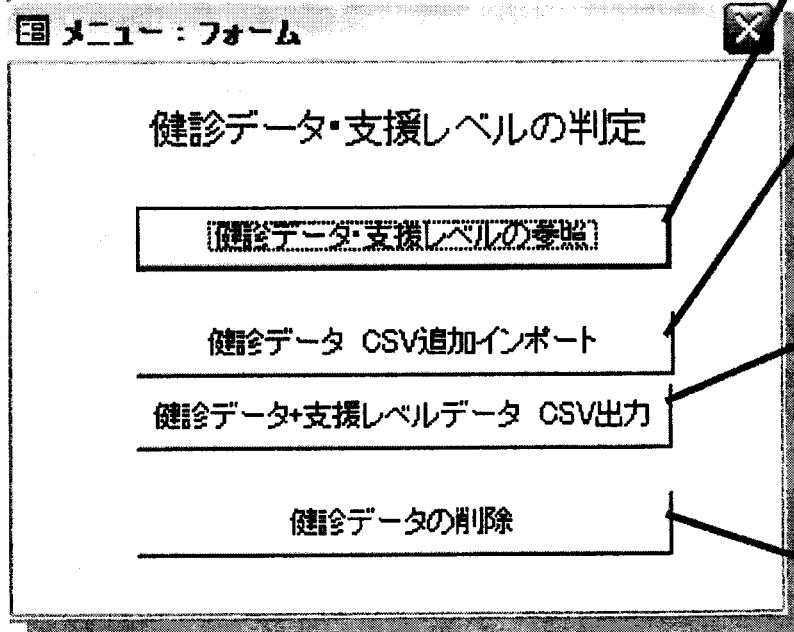 メニュー : フォーム
健診データ・支援レベルの判定
健診データ・支援レベルの参照
健診データ CSV追加インポート
健診データ+支援レベルデータ CSV出力
健診データの削除